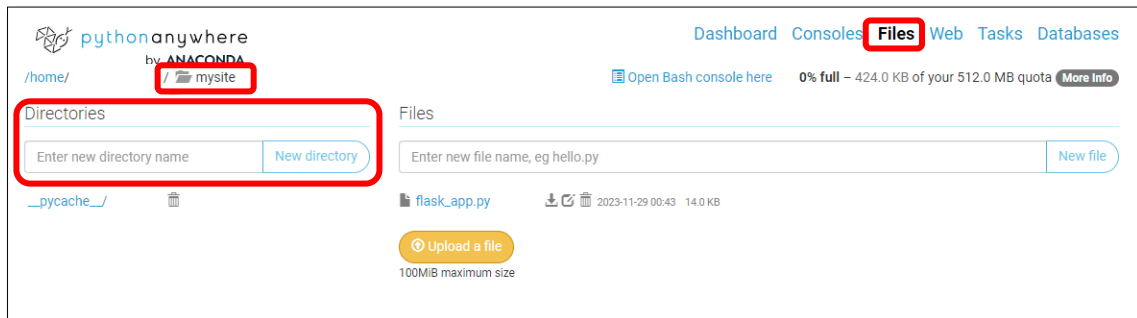 pythonanywhere
by ANACONDA
Dashboard Consoles Files Web Tasks Databases
/home/ / mysite
Open Bash console here 0% full – 424.0 KB of your 512.0 MB quota More Info
Directories
Enter new directory name New directory
__pycache__/
Files
Enter new file name, eg hello.py New file
flask_app.py 2023-11-29 00:43 14.0 KB
Upload a file
100MiB maximum size